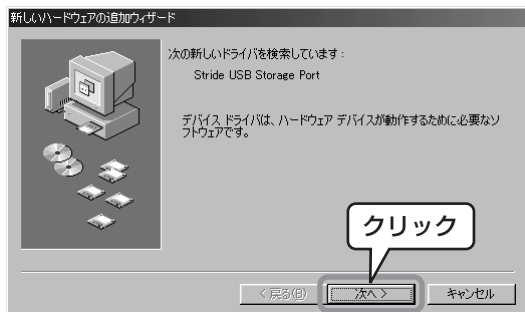 新しいハードウェアの追加ウィザード
次の新しいドライバを検索しています：
Stride USB Storage Port
デバイス ドライバは、ハードウェア デバイスが動作するために必要なソ
フトウェアです。
クリック
< 戻る(B)
次へ >
キャンセル